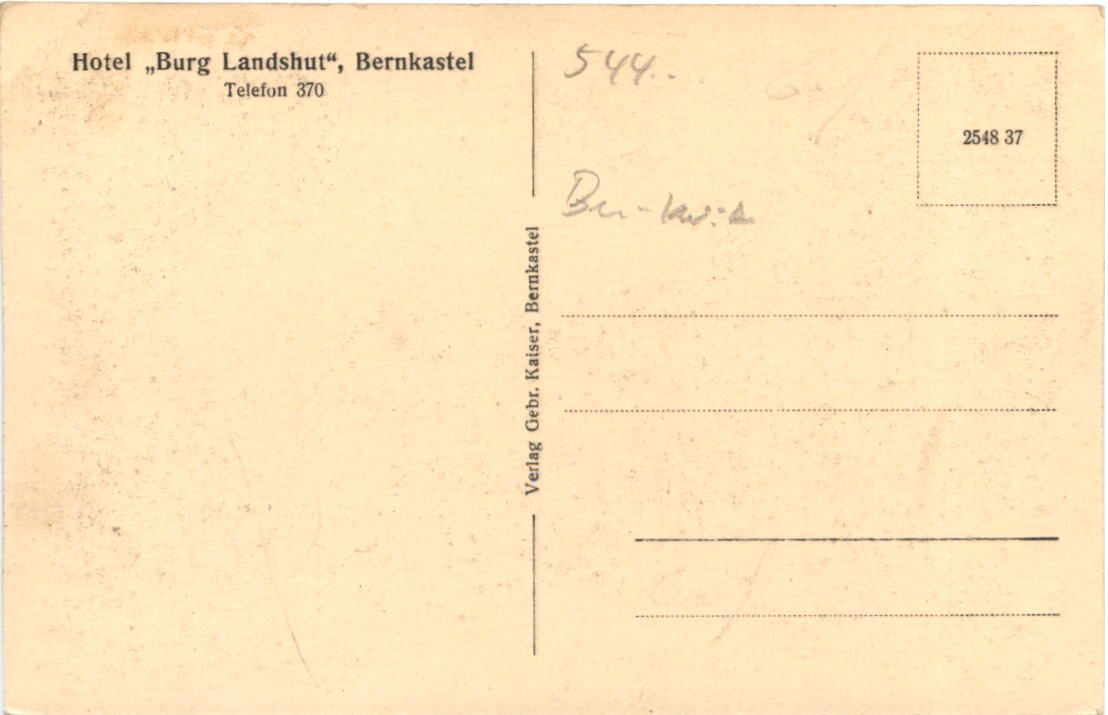 Hotel „Burg Landshut“, Bernkastel
Telefon 370
Verlag Gebr. Kaiser, Bernkastel
544..
2548 37